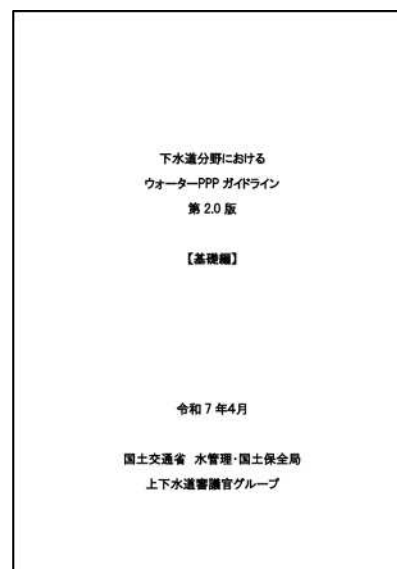 下水道分野における
ウォーターPPP ガイドライン
第 2.0 版
【基礎編】
令和 7 年4月
国土交通省 水管理・国土保全局
上下水道審議官グループ